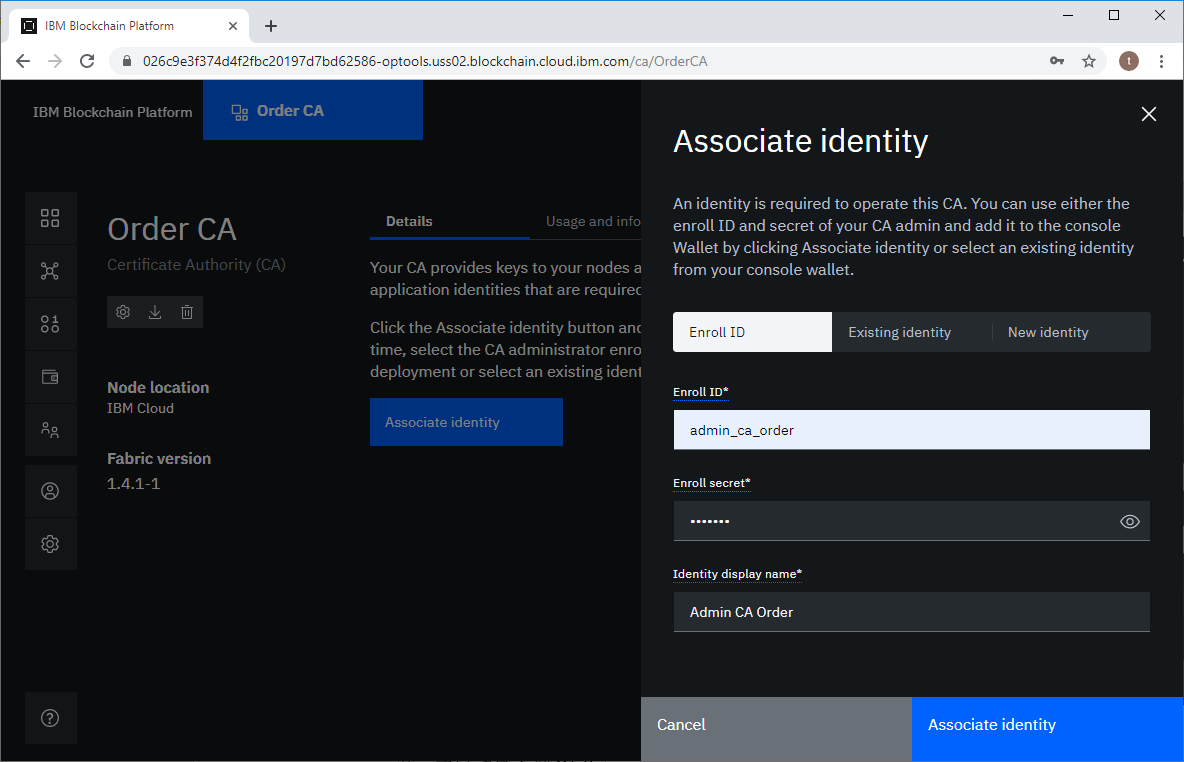 IBM Blockchain Platform
026c9e3f374d4f2fbc20197d7bd62586-optools.uss02.blockchain.cloud.ibm.com/ca/OrderCA
t
IBM Blockchain Platform
Order CA
Order CA
Certificate Authority (CA)
Node location
IBM Cloud
Fabric version
1.4.1-1
Details
Usage and info
Your CA provides keys to your nodes a
application identities that are required
Click the Associate identity button and
time, select the CA administrator enro
deployment or select an existing ident
Associate identity
Associate identity
An identity is required to operate this CA. You can use either the
enroll ID and secret of your CA admin and add it to the console
Wallet by clicking Associate identity or select an existing identity
from your console wallet.
Enroll ID
Existing identity
New identity
Enroll ID*
admin_ca_order
Enroll secret*
•••••••
Identity display name*
Admin CA Order
Cancel
Associate identity